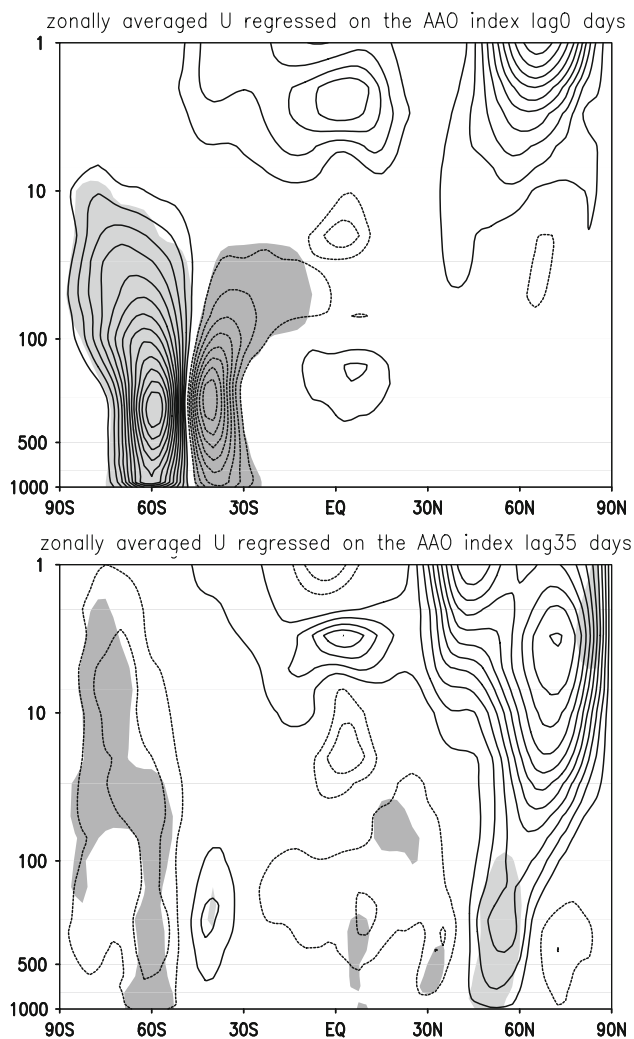 zonally averaged U regressed on the AAO index lag0 days
1
10
100
500
1000
90S 60S 30S EQ 30N 60N 90N
zonally averaged U regressed on the AAO index lag35 days
1
10
100
500
1000
90S 60S 30S EQ 30N 60N 90N